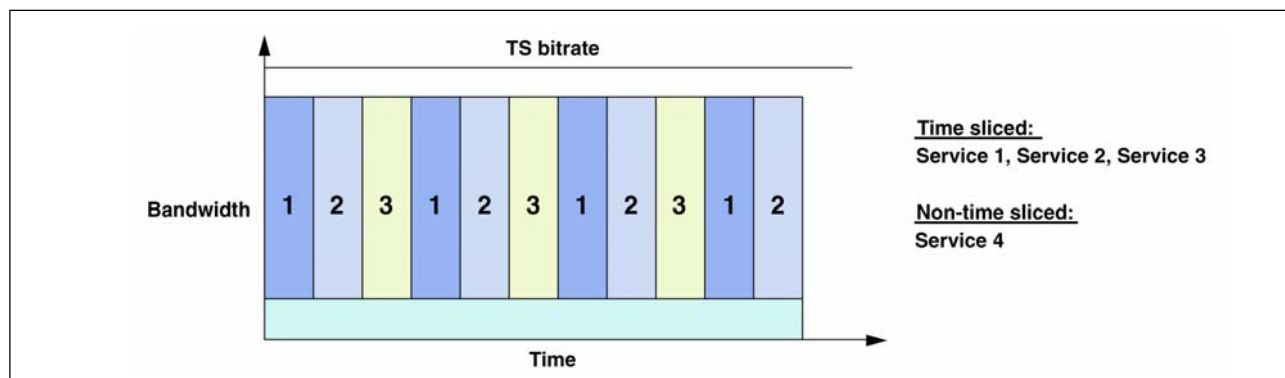 TS bitrate
Bandwidth
1 2 3 1 2 3 1 2 3 1 2
Time
Time sliced:
Service 1, Service 2, Service 3
Non-time sliced:
Service 4